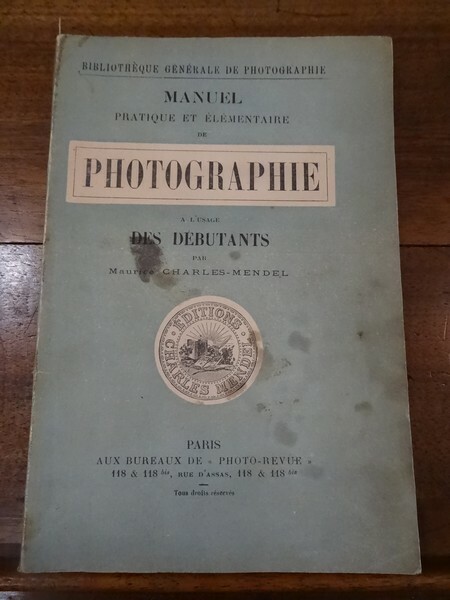 BIBLIOTHÈQUE GÉNÉRALE DE PHOTOGRAPHIE
MANUEL
PRATIQUE ET ÉLÉMENTAIRE
DE
PHOTOGRAPHIE
A L'USAGE
DES DÉBUTANTS
PAR
Maurice CHARLES-MENDEL
ÉDITIONS
CHARLES MENDEL
PARIS
AUX BUREAUX DE « PHOTO-REVUE »
118 & 118 bis, RUE D'ASSAS, 118 & 118 bis
Tous droits réservés